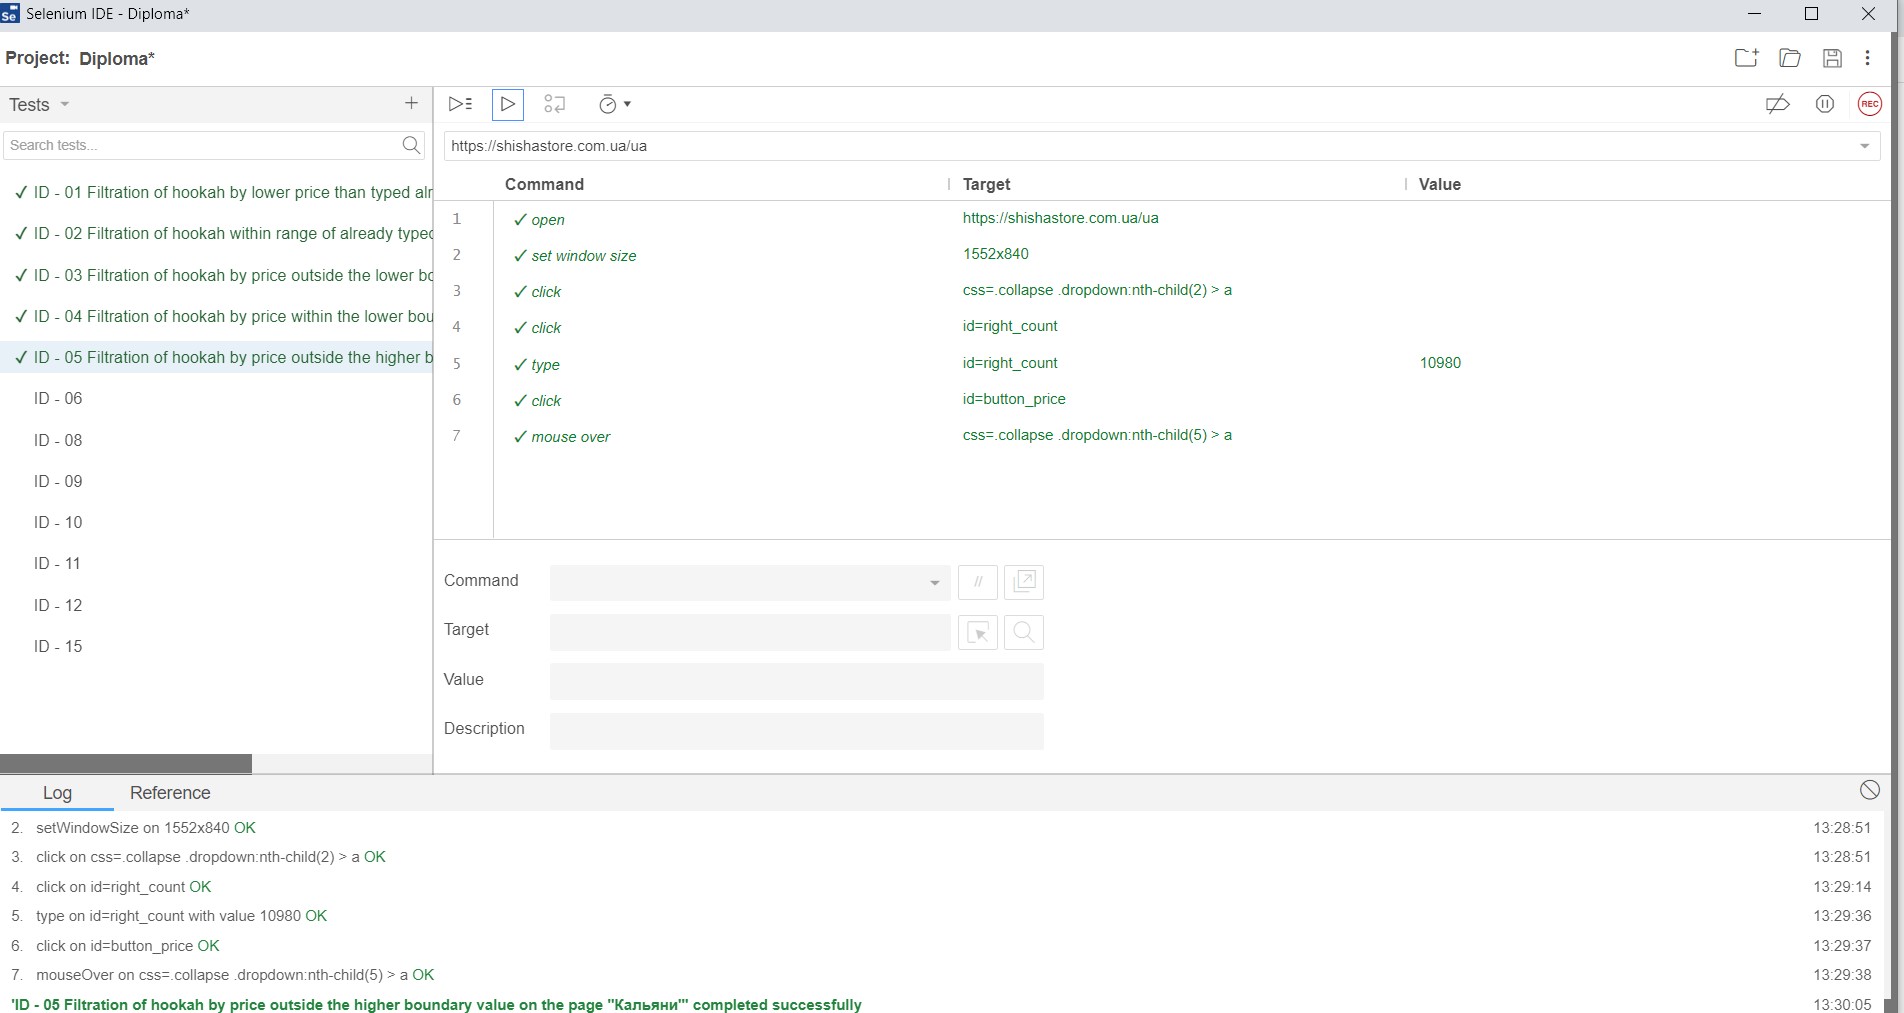 Se Selenium IDE - Diploma*
Project: Diploma*
Tests
REC
Search tests...
https://shishastore.com.ua/ua
Command Target Value
✓ ID - 01 Filtration of hookah by lower price than typed alr
✓ ID - 02 Filtration of hookah within range of already typed
✓ ID - 03 Filtration of hookah by price outside the lower bo
✓ ID - 04 Filtration of hookah by price within the lower bou
✓ ID - 05 Filtration of hookah by price outside the higher b
ID - 06
ID - 08
ID - 09
ID - 10
ID - 11
ID - 12
ID - 15
1 ✓ open https://shishastore.com.ua/ua
2 ✓ set window size 1552x840
3 ✓ click css=.collapse .dropdown:nth-child(2) > a
4 ✓ click id=right_count
5 ✓ type id=right_count 10980
6 ✓ click id=button_price
7 ✓ mouse over css=.collapse .dropdown:nth-child(5) > a
Command //
Target
Value
Description
Log Reference
2. setWindowSize on 1552x840 OK 13:28:51
3. click on css=.collapse .dropdown:nth-child(2) > a OK 13:28:51
4. click on id=right_count OK 13:29:14
5. type on id=right_count with value 10980 OK 13:29:36
6. click on id=button_price OK 13:29:37
7. mouseOver on css=.collapse .dropdown:nth-child(5) > a OK 13:29:38
'ID - 05 Filtration of hookah by price outside the higher boundary value on the page "Кальяни"' completed successfully 13:30:05